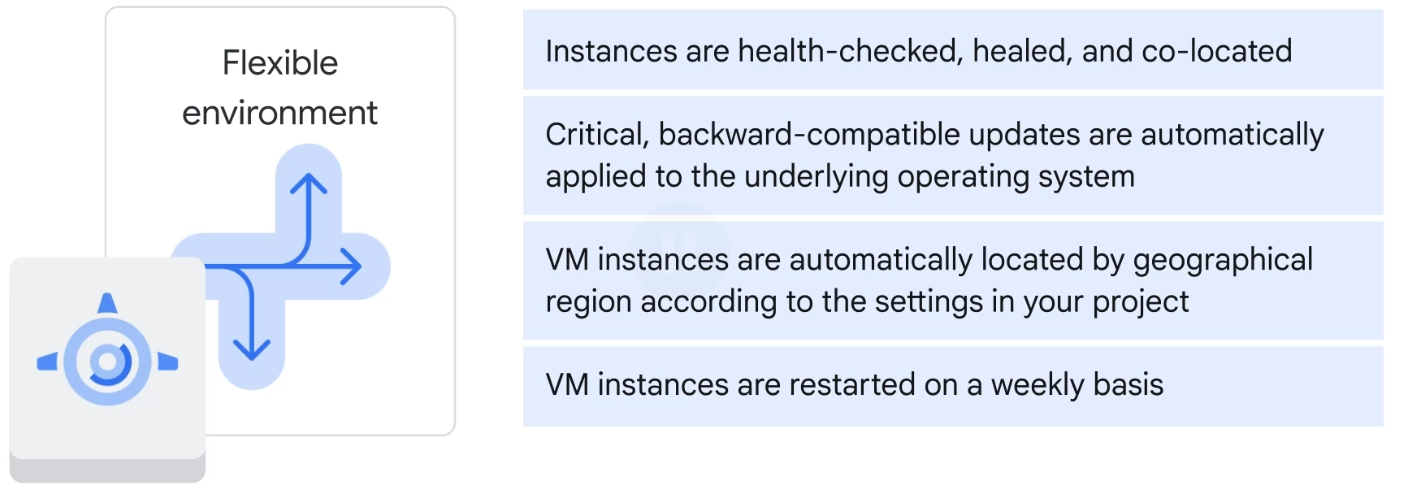 Flexible
environment
Instances are health-checked, healed, and co-located
Critical, backward-compatible updates are automatically
applied to the underlying operating system
VM instances are automatically located by geographical
region according to the settings in your project
VM instances are restarted on a weekly basis